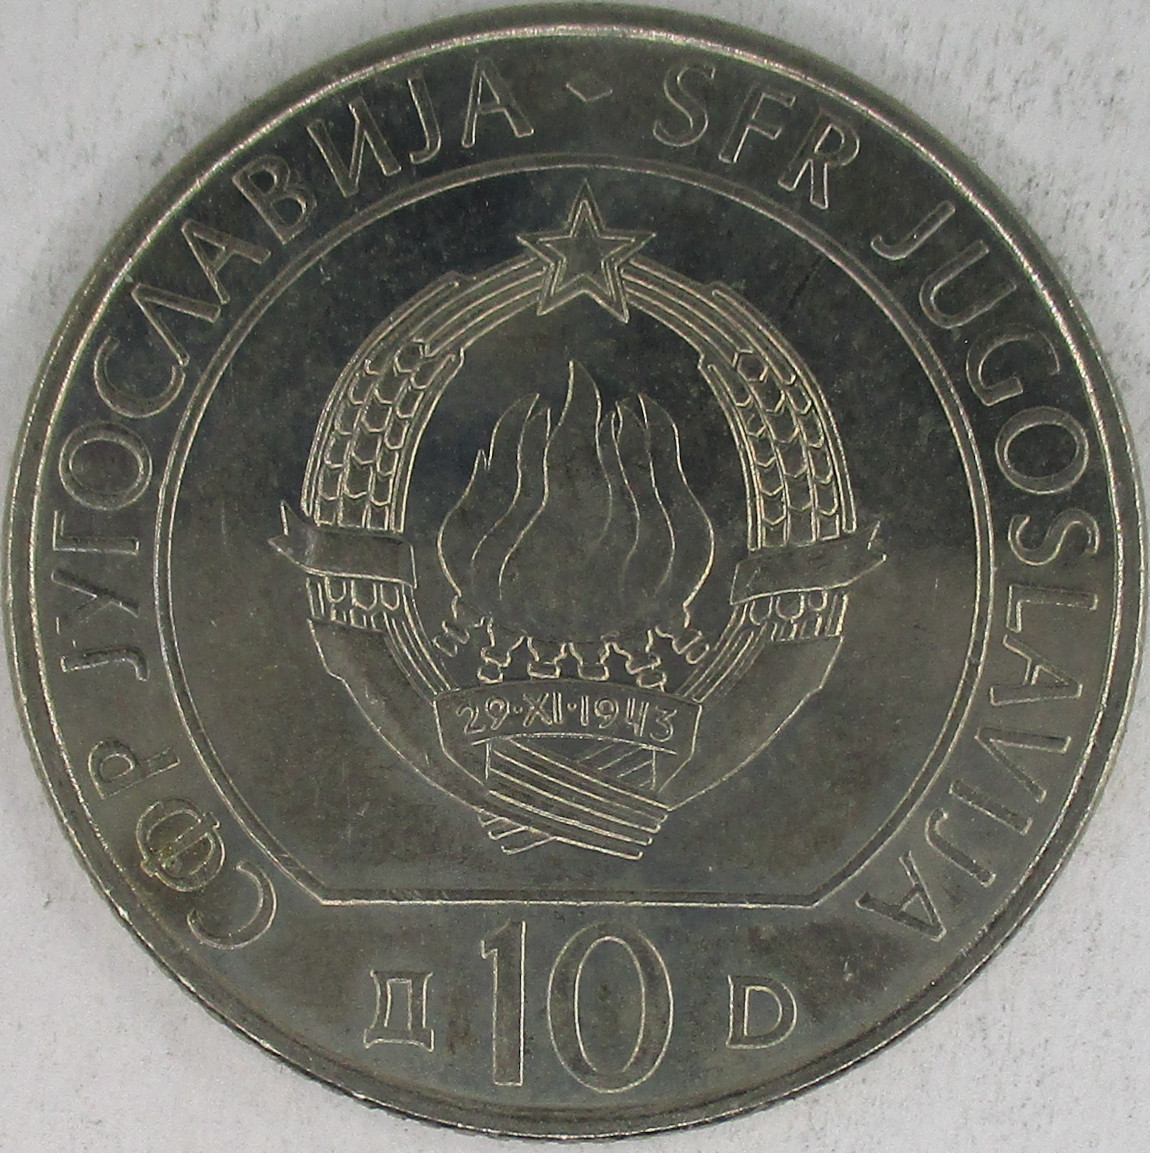 СФР ЈУГОСЛАВИЈА · SFR JUGOSLAVIJA
29·XI·1943
Д 10 D